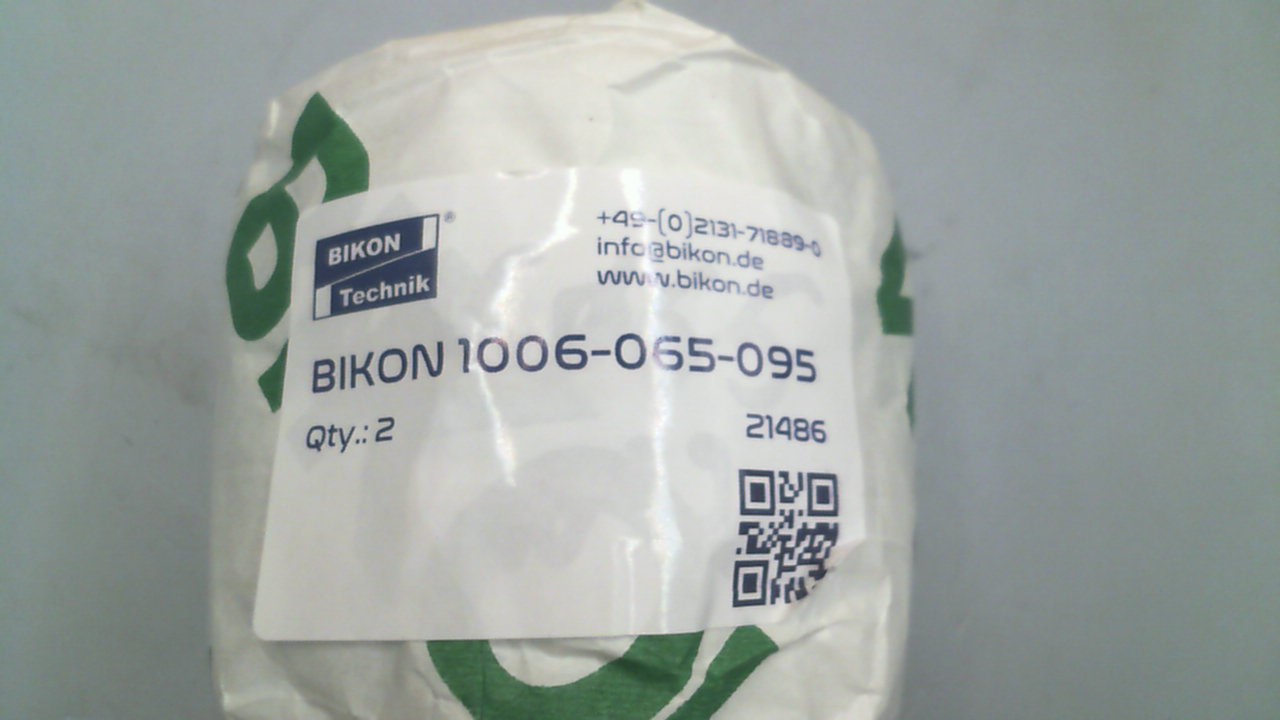 BIKON
Technik
®
+49-(0)2131-71889-0
info@bikon.de
www.bikon.de
BIKON 1006-065-095
Qty.: 2
21486